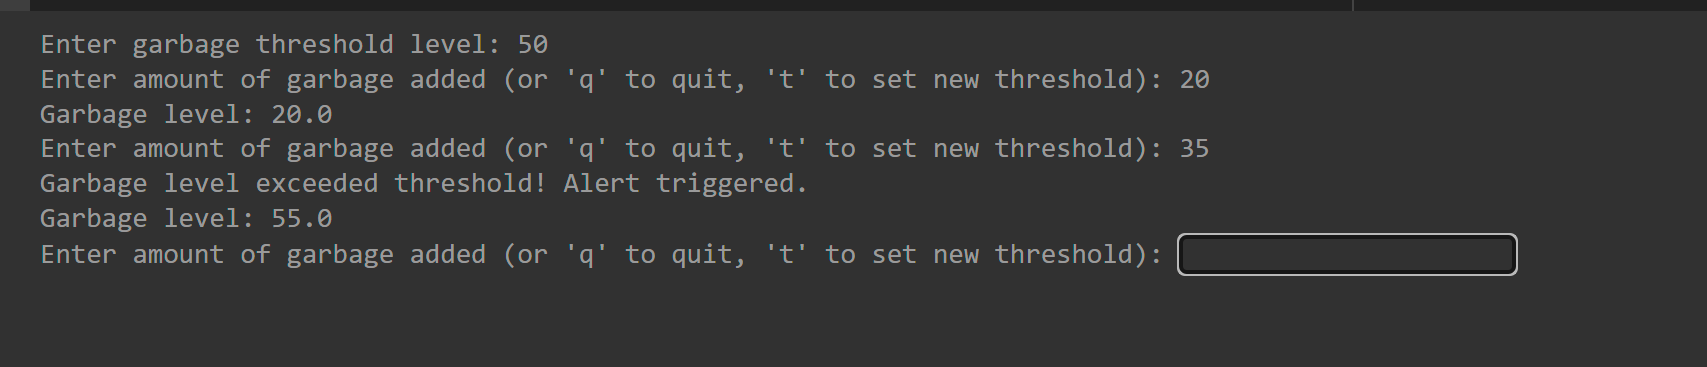 Enter garbage threshold level: 50
Enter amount of garbage added (or 'q' to quit, 't' to set new threshold): 20
Garbage level: 20.0
Enter amount of garbage added (or 'q' to quit, 't' to set new threshold): 35
Garbage level exceeded threshold! Alert triggered.
Garbage level: 55.0
Enter amount of garbage added (or 'q' to quit, 't' to set new threshold):